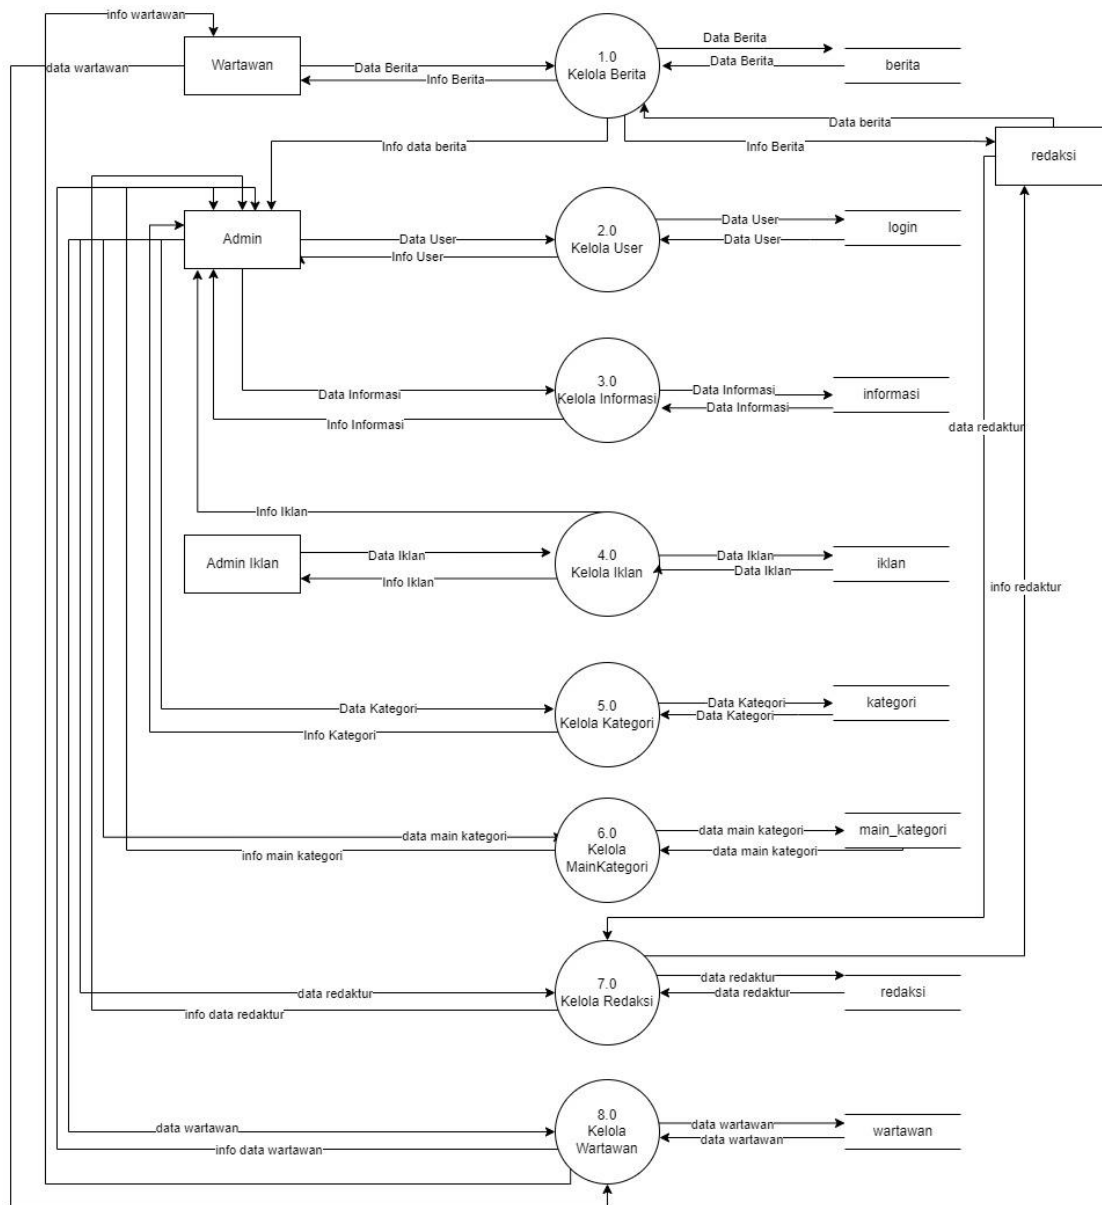 info wartawan
Wartawan
data wartawan
Data Berita
Info Berita
1.0
Kelola Berita
Data Berita
Data Berita
berita
Data berita
Info data berita
Info Berita
redaksi
Admin
Data User
Info User
2.0
Kelola User
Data User
Data User
login
Data Informasi
Info Informasi
3.0
Kelola Informasi
Data Informasi
Data Informasi
informasi
data redaktur
info redaktur
Info Iklan
Admin Iklan
Data Iklan
Info Iklan
4.0
Kelola Iklan
Data Iklan
Data Iklan
iklan
Data Kategori
Info Kategori
5.0
Kelola Kategori
Data Kategori
Data Kategori
kategori
data main kategori
info main kategori
6.0
Kelola
MainKategori
data main kategori
data main kategori
main_kategori
data redaktur
info data redaktur
7.0
Kelola Redaksi
data redaktur
data redaktur
redaksi
data wartawan
info data wartawan
8.0
Kelola
Wartawan
data wartawan
data wartawan
wartawan